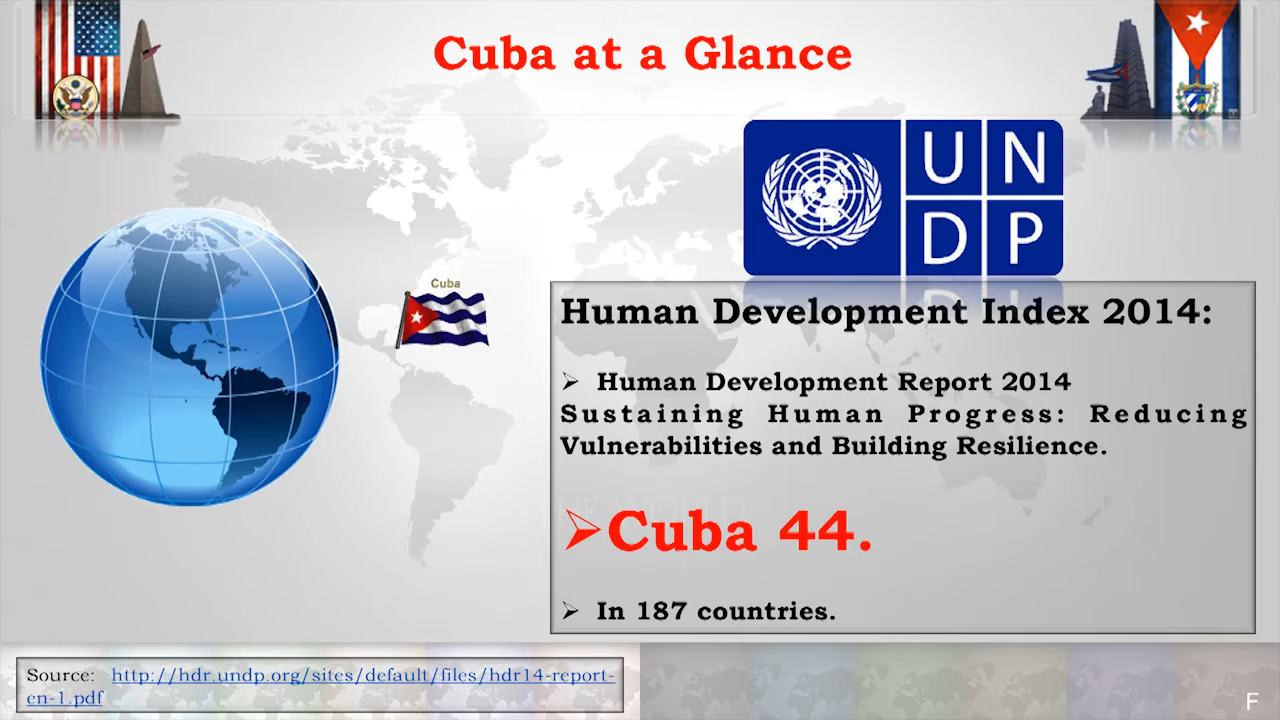 Cuba at a Glance
U N
D P
Cuba
Human Development Index 2014:
➢ Human Development Report 2014
Sustaining Human Progress: Reducing
Vulnerabilities and Building Resilience.
➢Cuba 44.
➢ In 187 countries.
Source: http://hdr.undp.org/sites/default/files/hdr14-report-
en-1.pdf
F